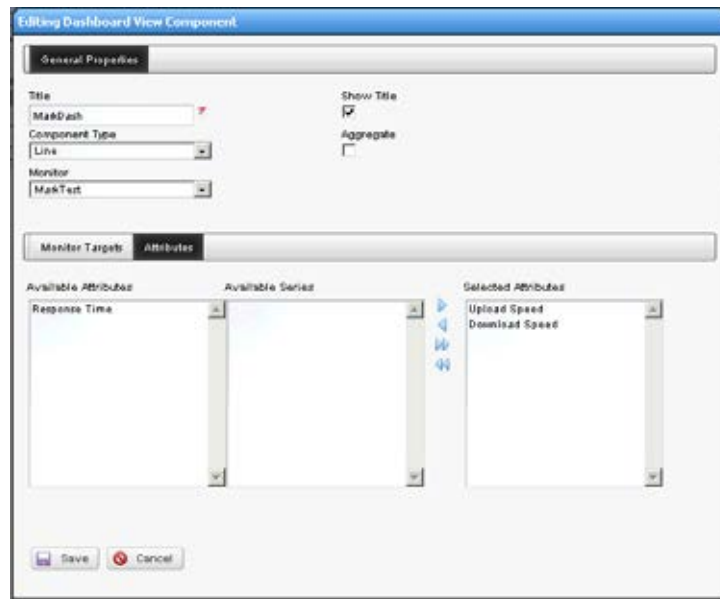 Editing Dashboard View Component
General Properties
Title
Show Title
MarkDash
Component Type
Aggregate
Line
Monitor
MarkTest
Monitor Targets
Attributes
Available Attributes
Available Series
Selected Attributes
Response Time
Upload Speed
Download Speed
Save
Cancel